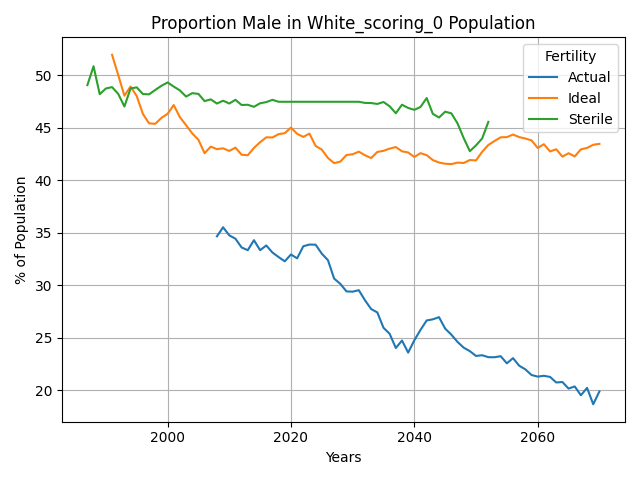 Proportion Male in White_scoring_0 Population
Fertility
Actual
Ideal
Sterile
% of Population
50
45
40
35
30
25
20
2000
2020
2040
2060
Years